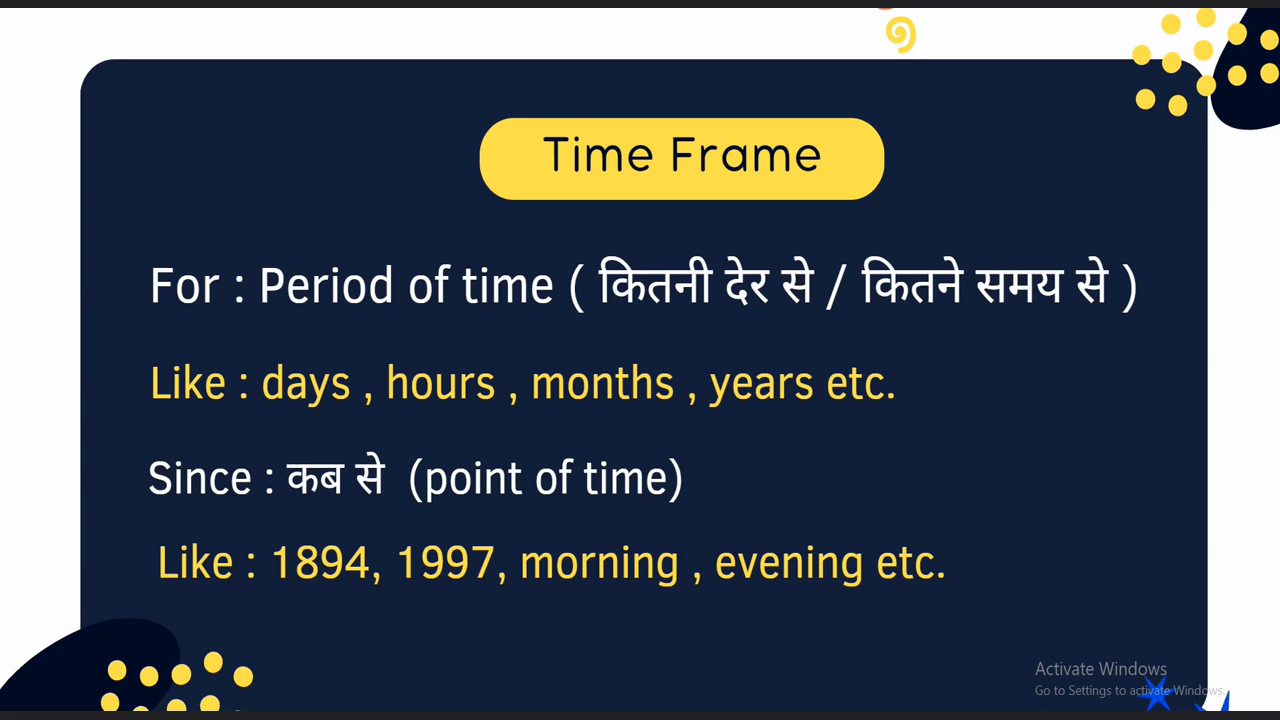 Time Frame
For : Period of time ( कितनी देर से / कितने समय से )
Like : days , hours , months , years etc.
Since : कब से (point of time)
Like : 1894, 1997, morning , evening etc.
Activate Windows
Go to Settings to activate Windows.